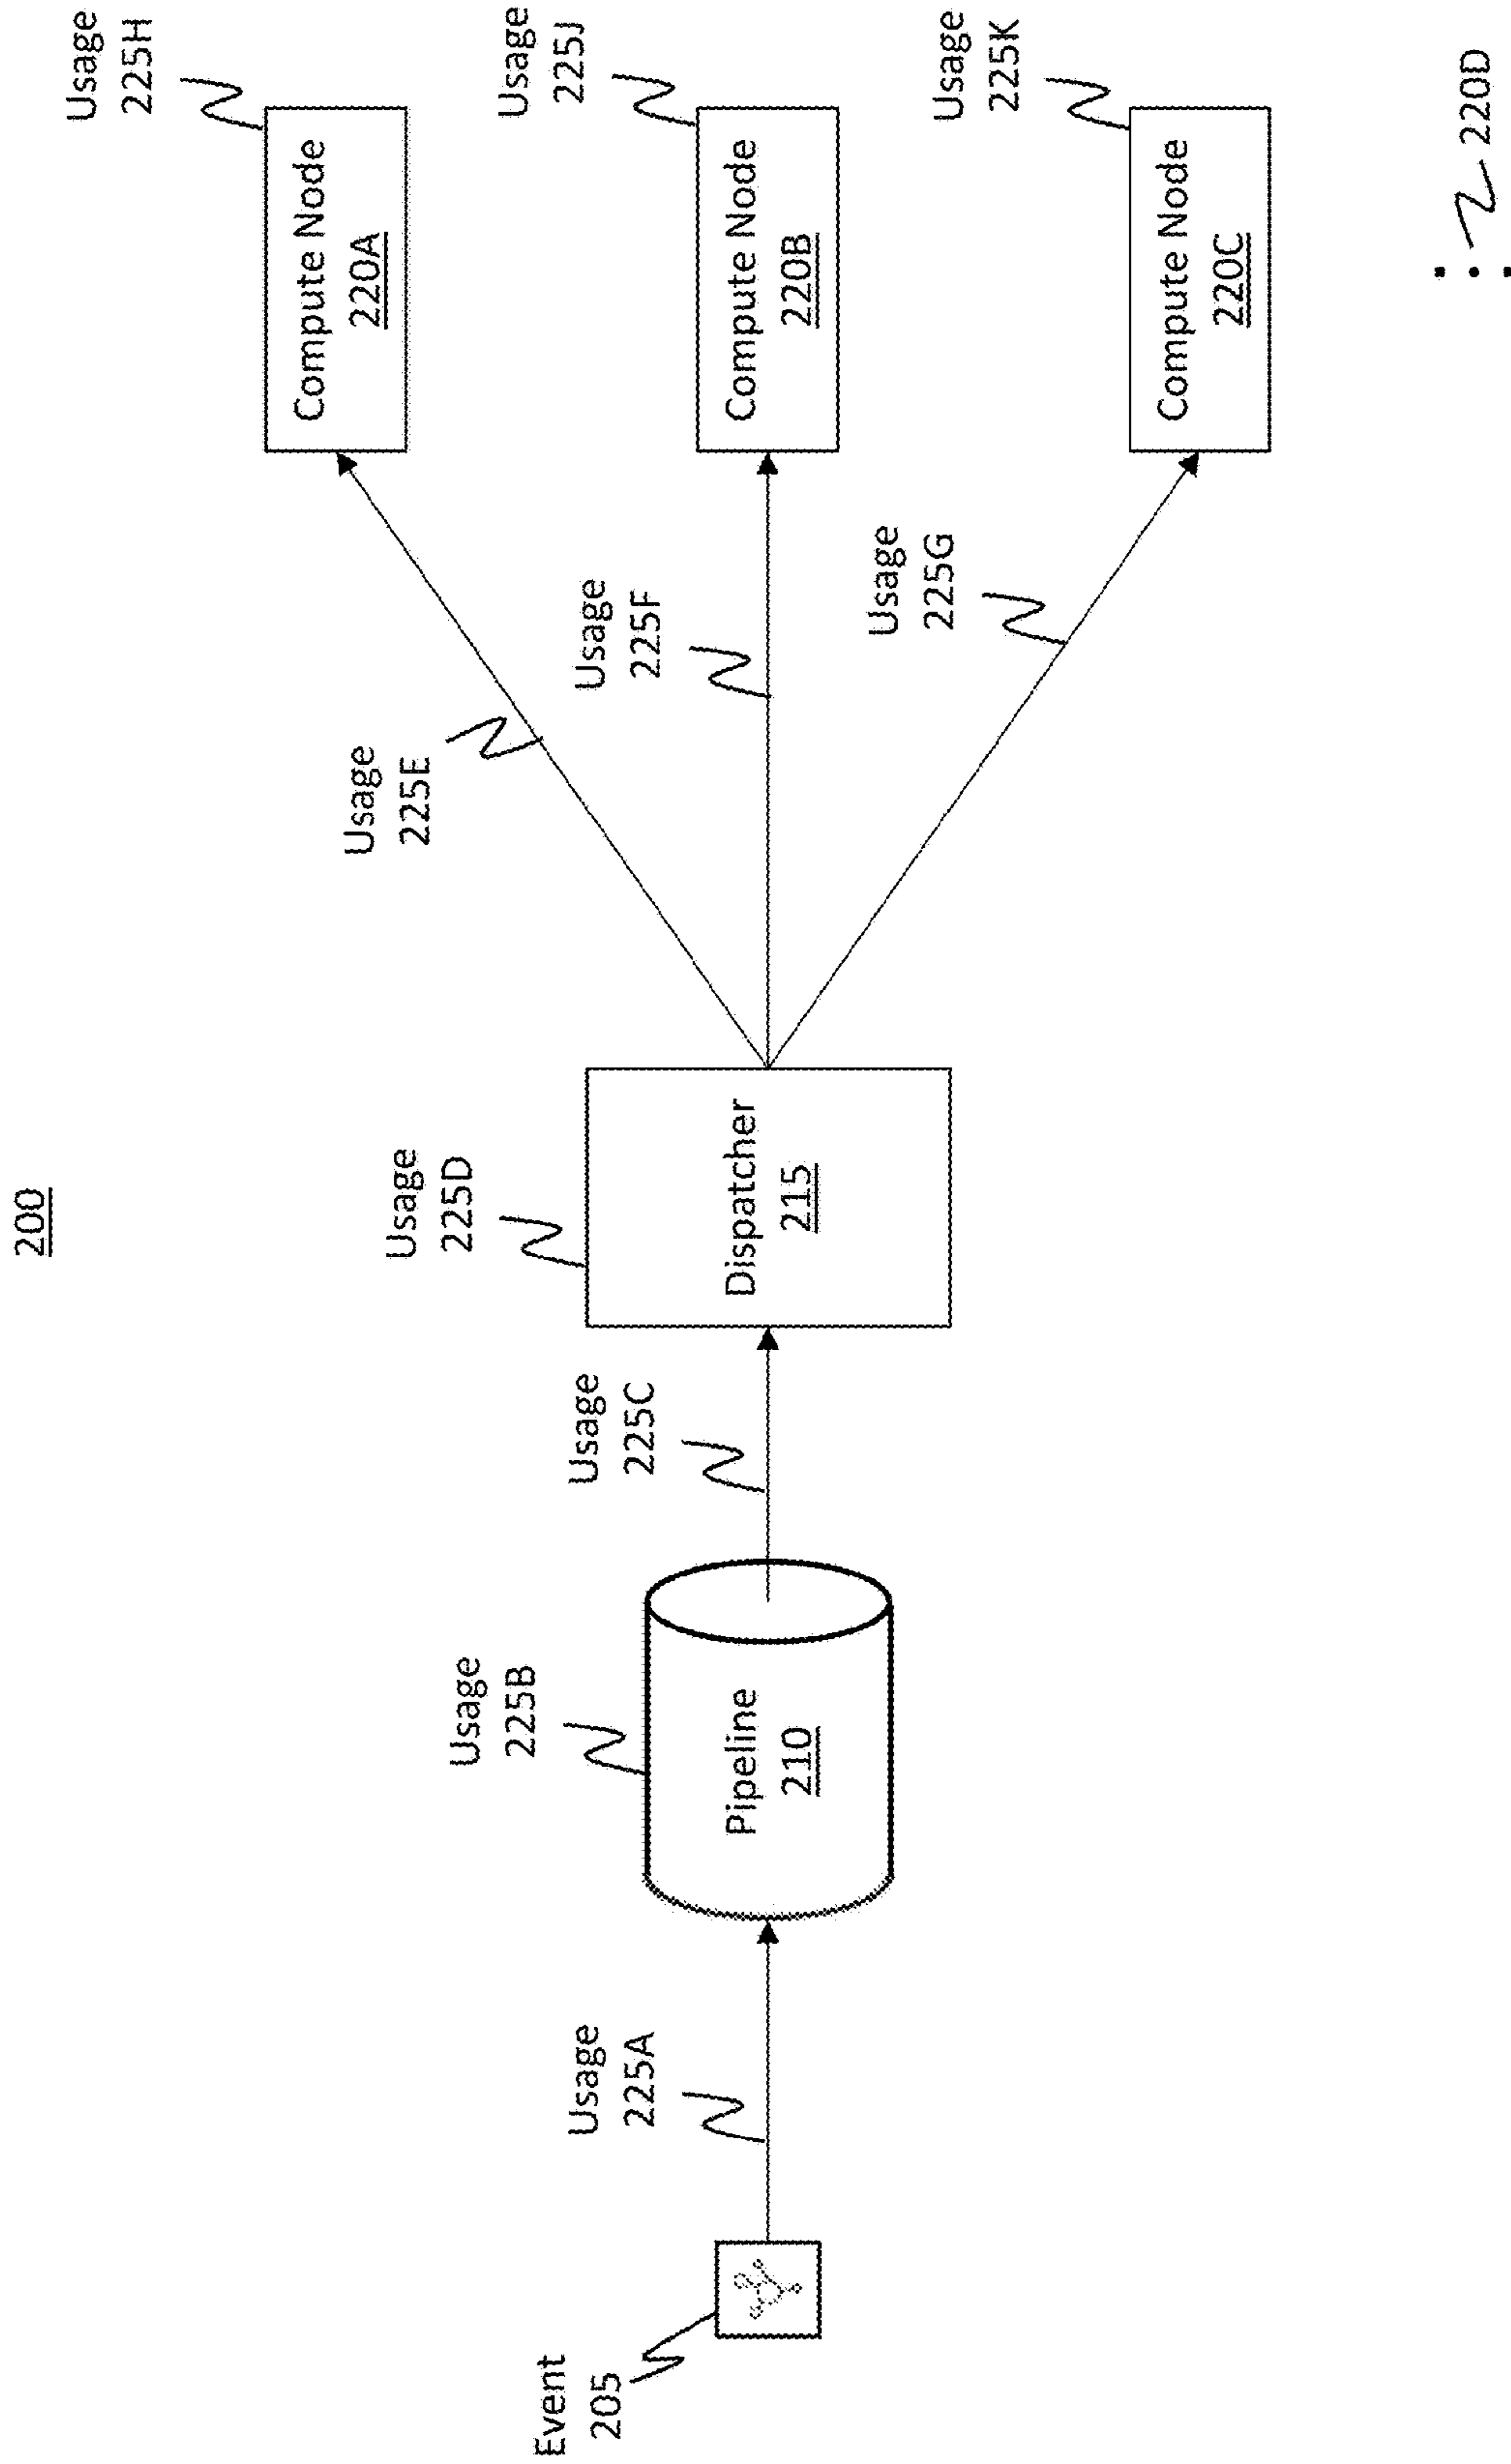 200
Event
205
Usage
225A
Pipeline
210
Usage
225B
Usage
225C
Dispatcher
215
Usage
225D
Usage
225E
Usage
225F
Usage
225G
Compute Node
220A
Usage
225H
Compute Node
220B
Usage
225J
Compute Node
220C
Usage
225K
220D